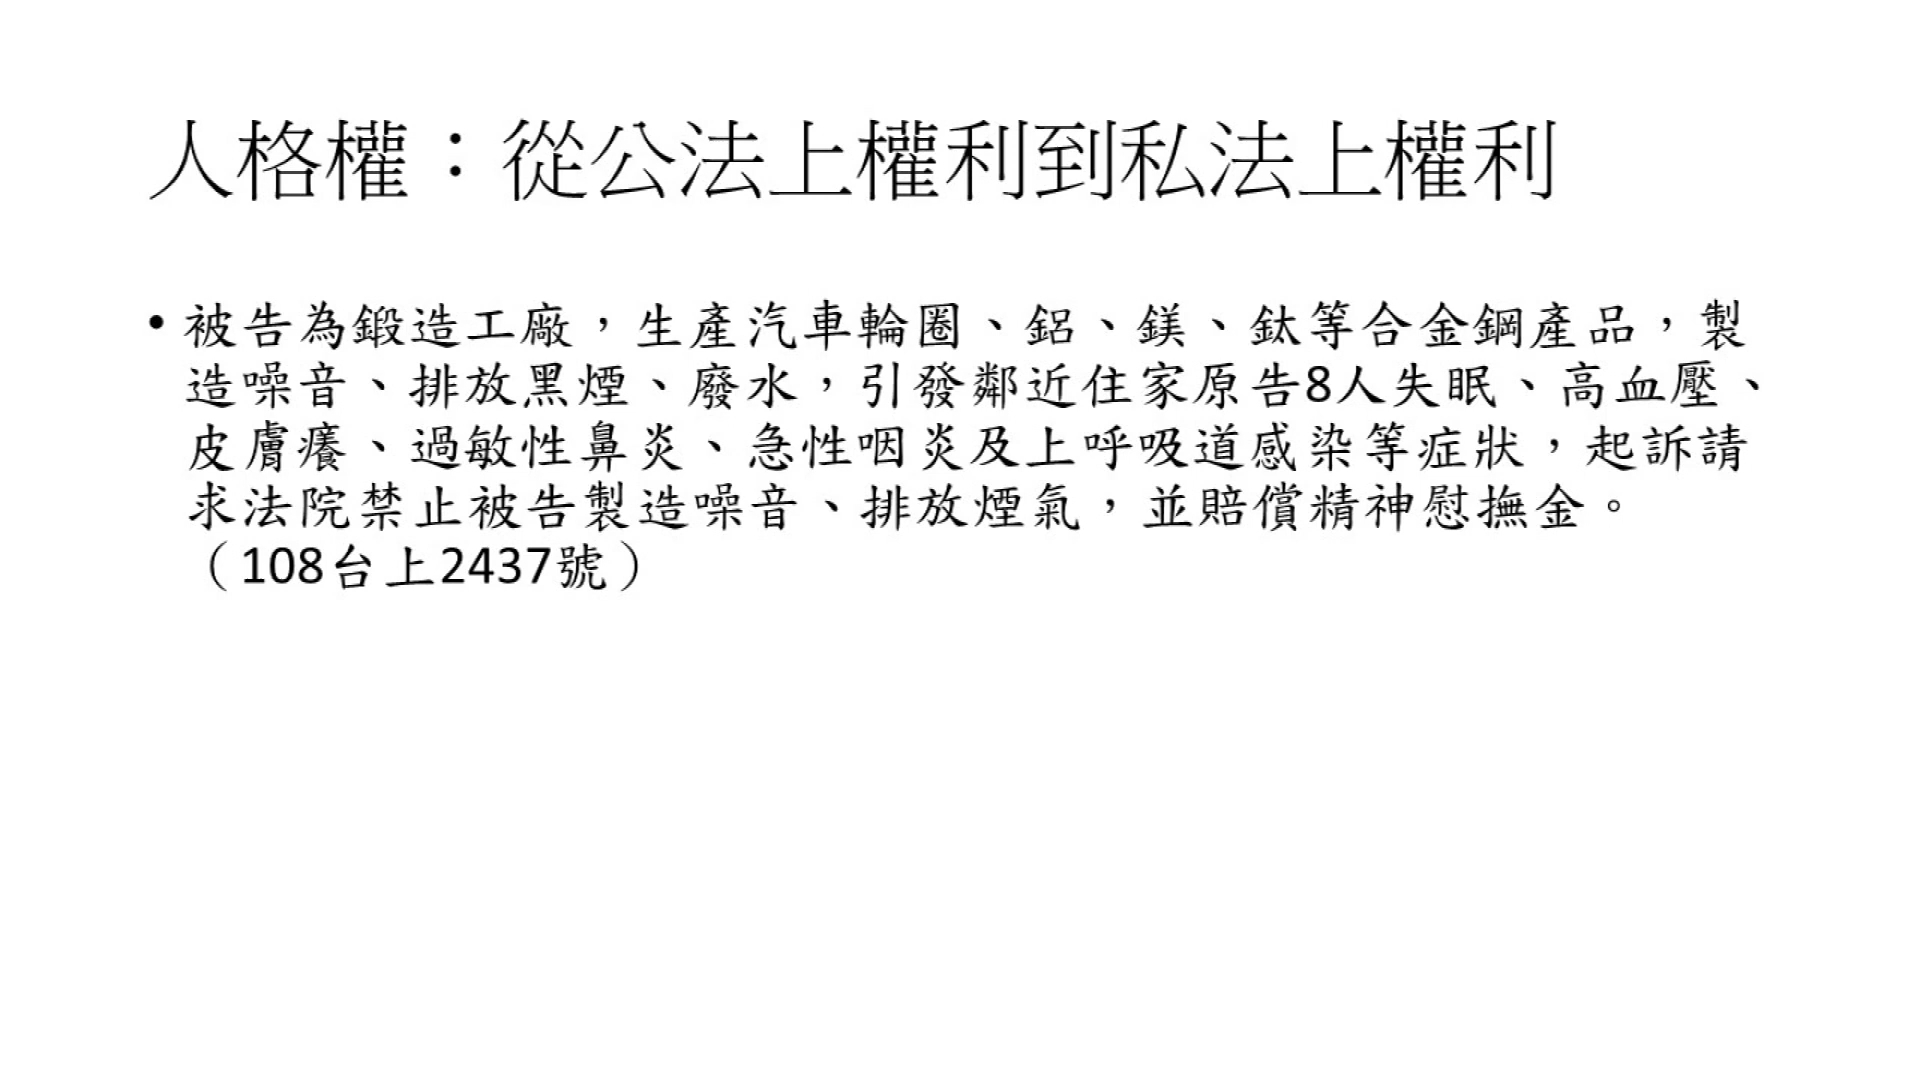 人格權：從公法上權利到私法上權利
• 被告為鍛造工廠，生產汽車輪圈、鋁、鎂、鈦等合金鋼產品，製
造噪音、排放黑煙、廢水，引發鄰近住家原告8人失眠、高血壓、
皮膚癢、過敏性鼻炎、急性咽炎及上呼吸道感染等症狀，起訴請
求法院禁止被告製造噪音、排放煙氣，並賠償精神慰撫金。
（108台上2437號）